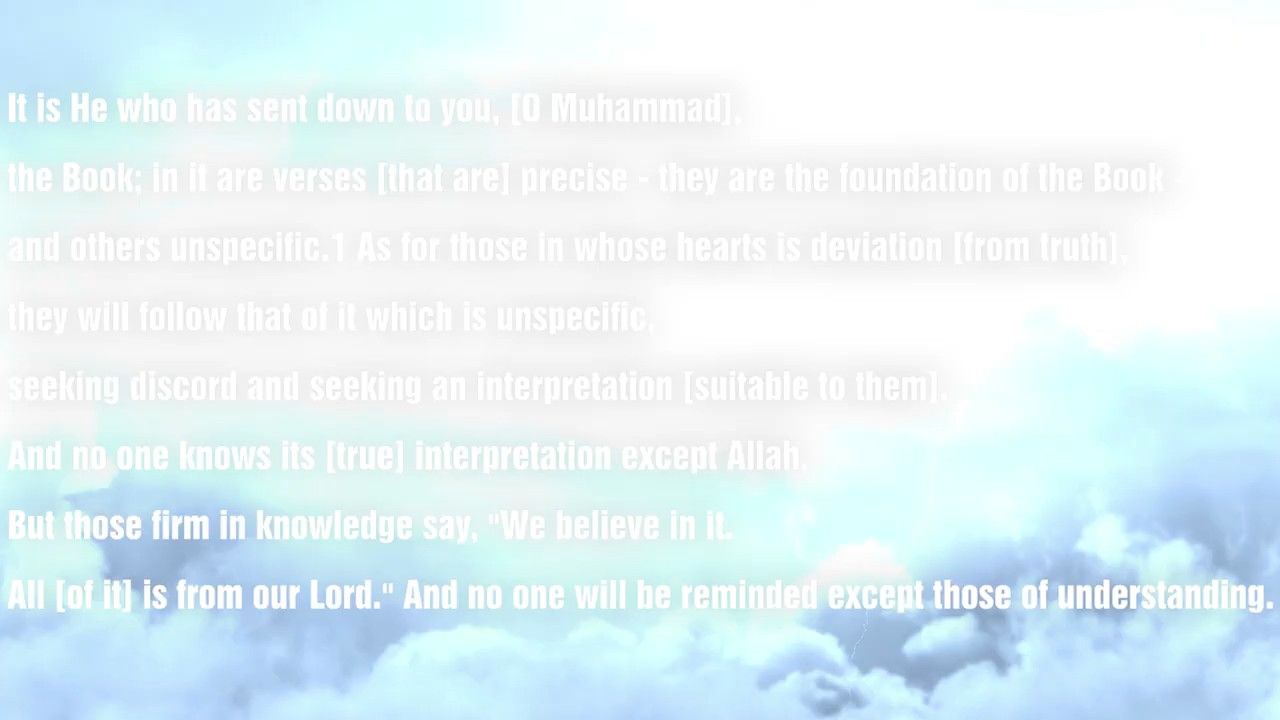 It is He who has sent down to you, [O Muhammad],
the Book; in it are verses [that are] precise - they are the foundation of the Book -
and others unspecific.1 As for those in whose hearts is deviation [from truth],
they will follow that of it which is unspecific,
seeking discord and seeking an interpretation [suitable to them].
And no one knows its [true] interpretation except Allah.
But those firm in knowledge say, "We believe in it.
All [of it] is from our Lord." And no one will be reminded except those of understanding.